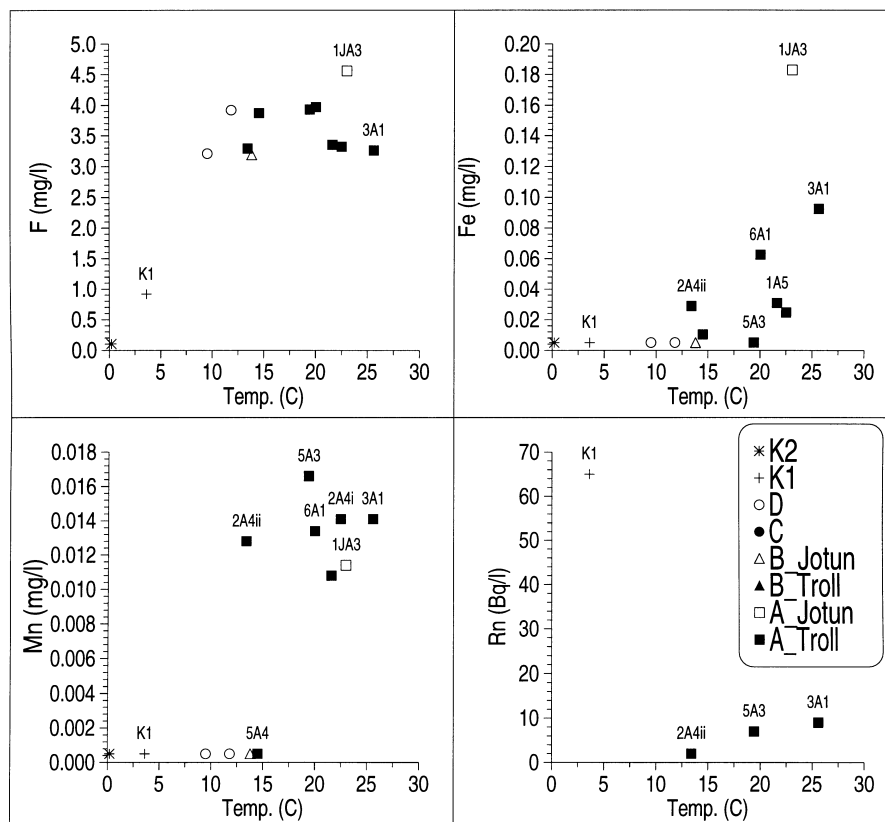 5.0
4.5
4.0
3.5
3.0
2.5
2.0
1.5
1.0
0.5
0.0
F (mg/l)
1JA3
3A1
K1
0 5 10 15 20 25 30
Temp. (C)
0.20
0.18
0.16
0.14
0.12
0.10
0.08
0.06
0.04
0.02
0.00
Fe (mg/l)
1JA3
3A1
6A1
2A4ii
1A5
K1
5A3
0 5 10 15 20 25 30
Temp. (C)
0.018
0.016
0.014
0.012
0.010
0.008
0.006
0.004
0.002
0.000
Mn (mg/l)
5A3
2A4ii
6A1
2A4i
3A1
1JA3
K1
5A4
0 5 10 15 20 25 30
Temp. (C)
70
60
50
40
30
20
10
0
Rn (Bq/l)
K1
2A4ii
5A3
3A1
0 5 10 15 20 25 30
Temp. (C)
K2
K1
D
C
B_Jotun
B_Troll
A_Jotun
A_Troll